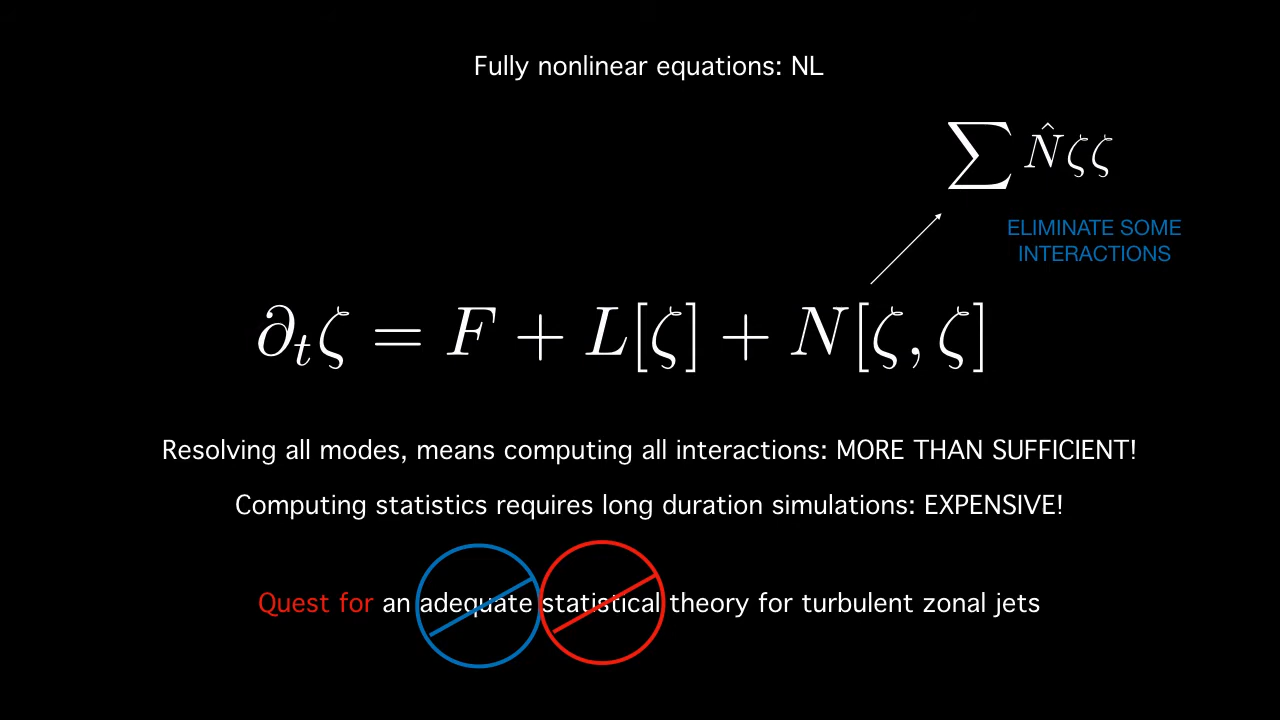 Fully nonlinear equations: NL
∑ N̂ζζ
ELIMINATE SOME
INTERACTIONS
∂ₜζ = F + L[ζ] + N[ζ, ζ]
Resolving all modes, means computing all interactions: MORE THAN SUFFICIENT!
Computing statistics requires long duration simulations: EXPENSIVE!
Quest for an adequate statistical theory for turbulent zonal jets